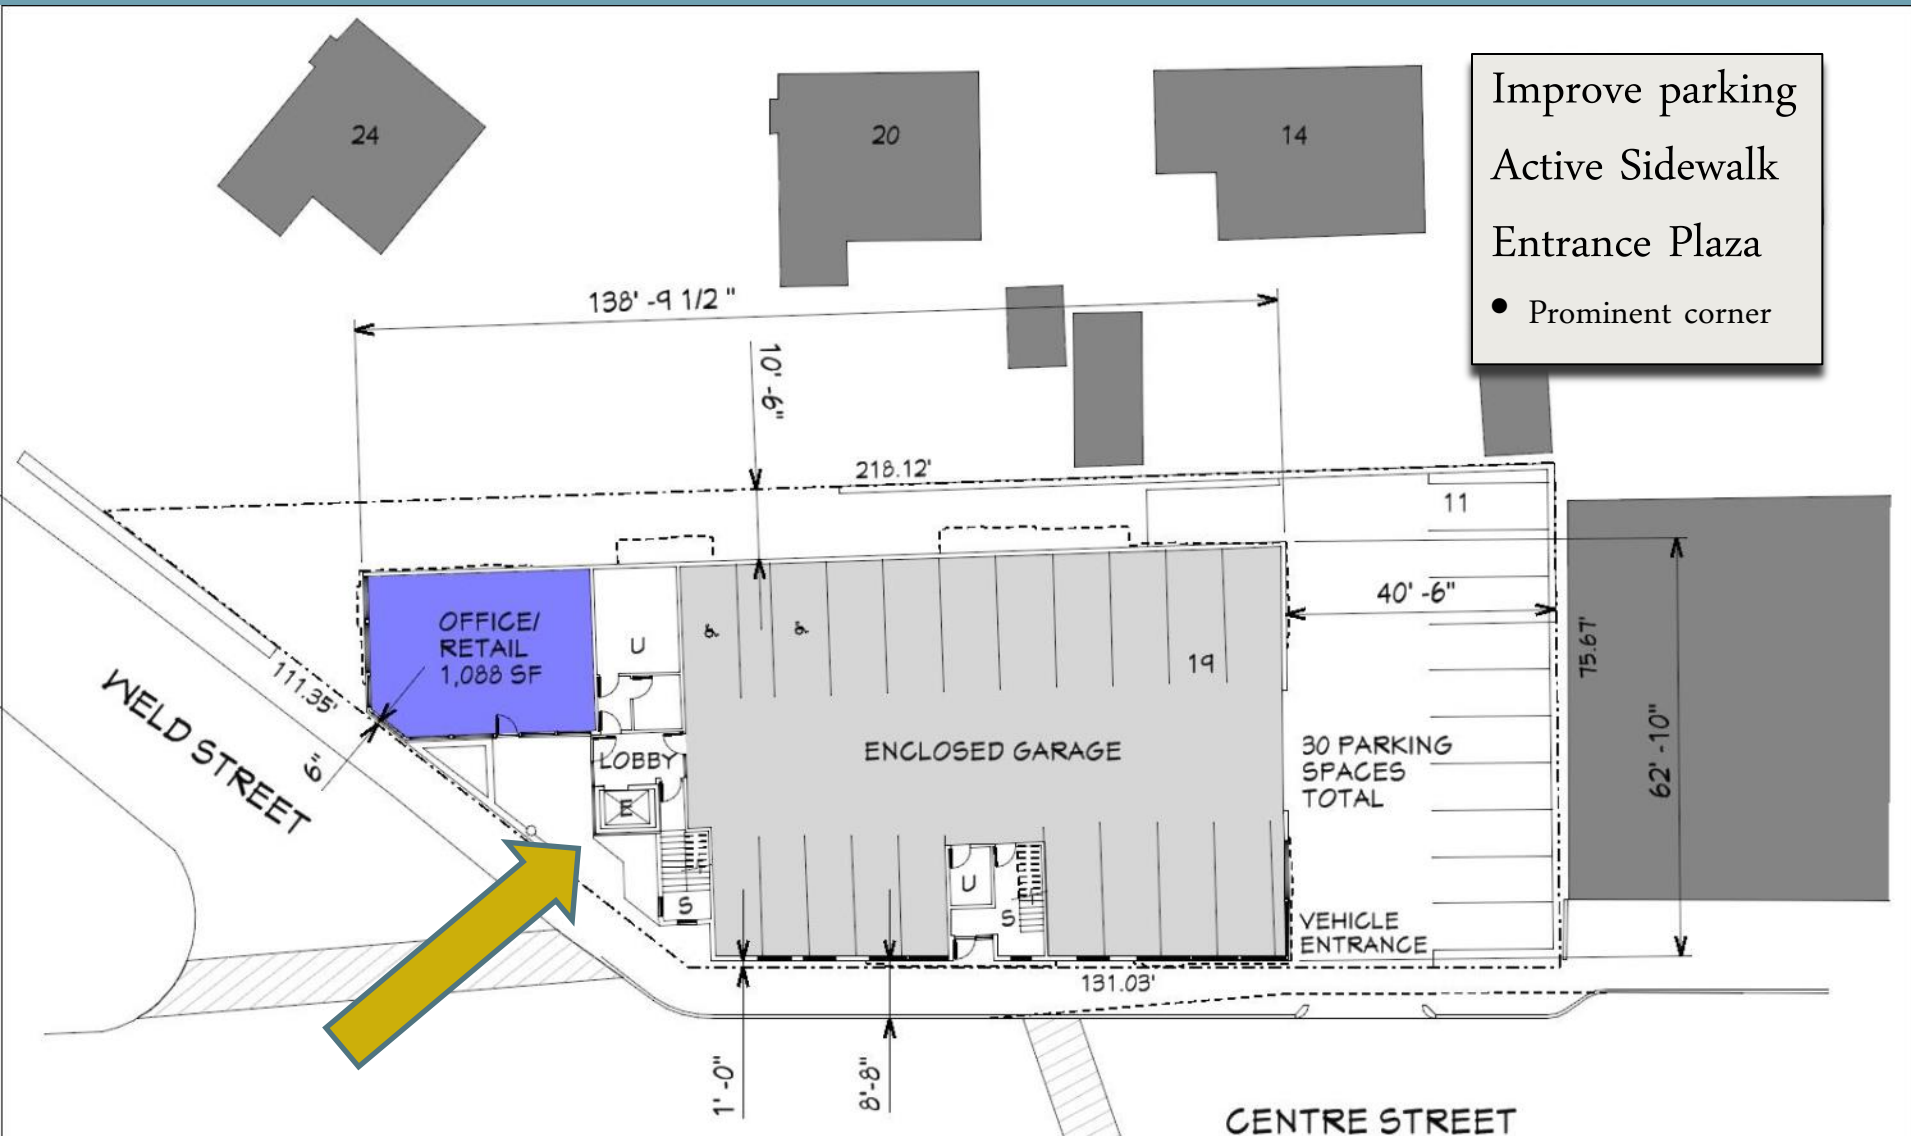 24
20
14
Improve parking
Active Sidewalk
Entrance Plaza
• Prominent corner
138' -9 1/2 "
10' -6"
218.12'
11
40' -6"
75.67'
62' -10"
OFFICE/
RETAIL
1,088 SF
U
19
111.35'
6"
WELD STREET
LOBBY
E
ENCLOSED GARAGE
30 PARKING
SPACES
TOTAL
U
S
S
VEHICLE
ENTRANCE
131.03'
1' -0"
8'-8"
CENTRE STREET